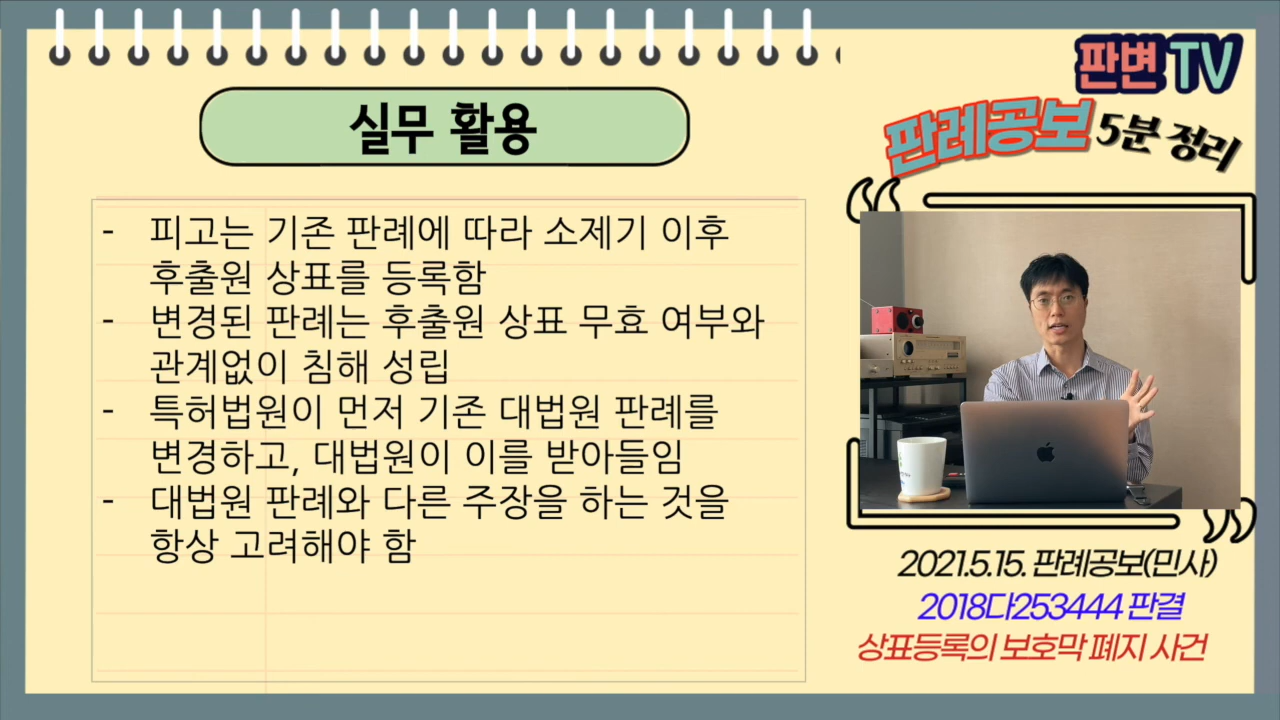 판변 TV
판례공보 5분 정리
실무 활용
- 피고는 기존 판례에 따라 소제기 이후
후출원 상표를 등록함
- 변경된 판례는 후출원 상표 무효 여부와
관계없이 침해 성립
- 특허법원이 먼저 기존 대법원 판례를
변경하고, 대법원이 이를 받아들임
- 대법원 판례와 다른 주장을 하는 것을
항상 고려해야 함
2021.5.15. 판례공보(민사)
2018다253444 판결
상표등록의 보호막 폐지 사건